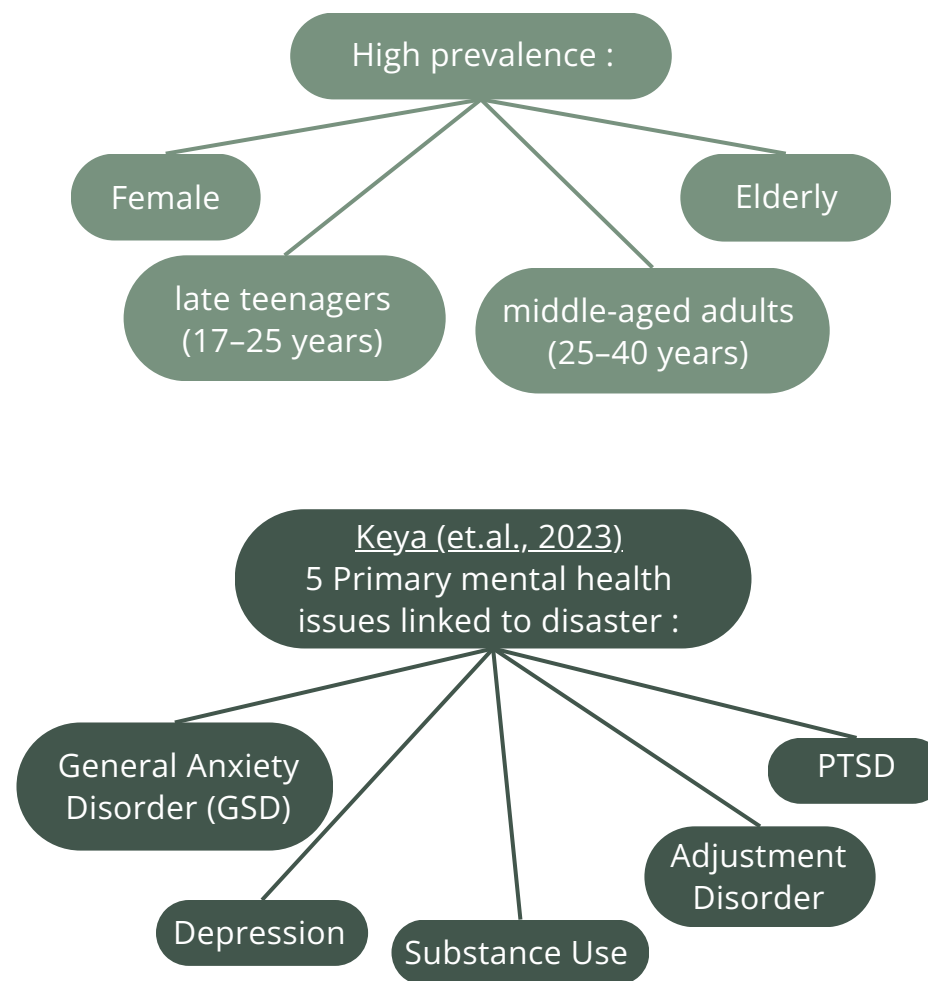 High prevalence :
Female
Elderly
late teenagers
(17–25 years)
middle-aged adults
(25–40 years)
Keya (et.al., 2023)
5 Primary mental health
issues linked to disaster :
General Anxiety
Disorder (GSD)
PTSD
Adjustment
Disorder
Depression
Substance Use